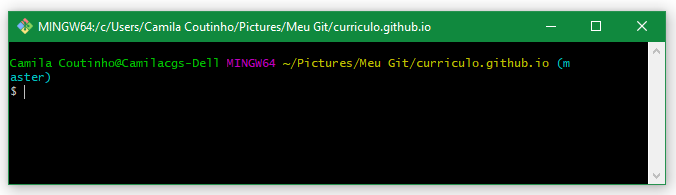 MINGW64:/c/Users/Camila Coutinho/Pictures/Meu Git/curriculo.github.io
Camila Coutinho@Camilacgs-Dell MINGW64 ~/Pictures/Meu Git/curriculo.github.io (m
aster)
$